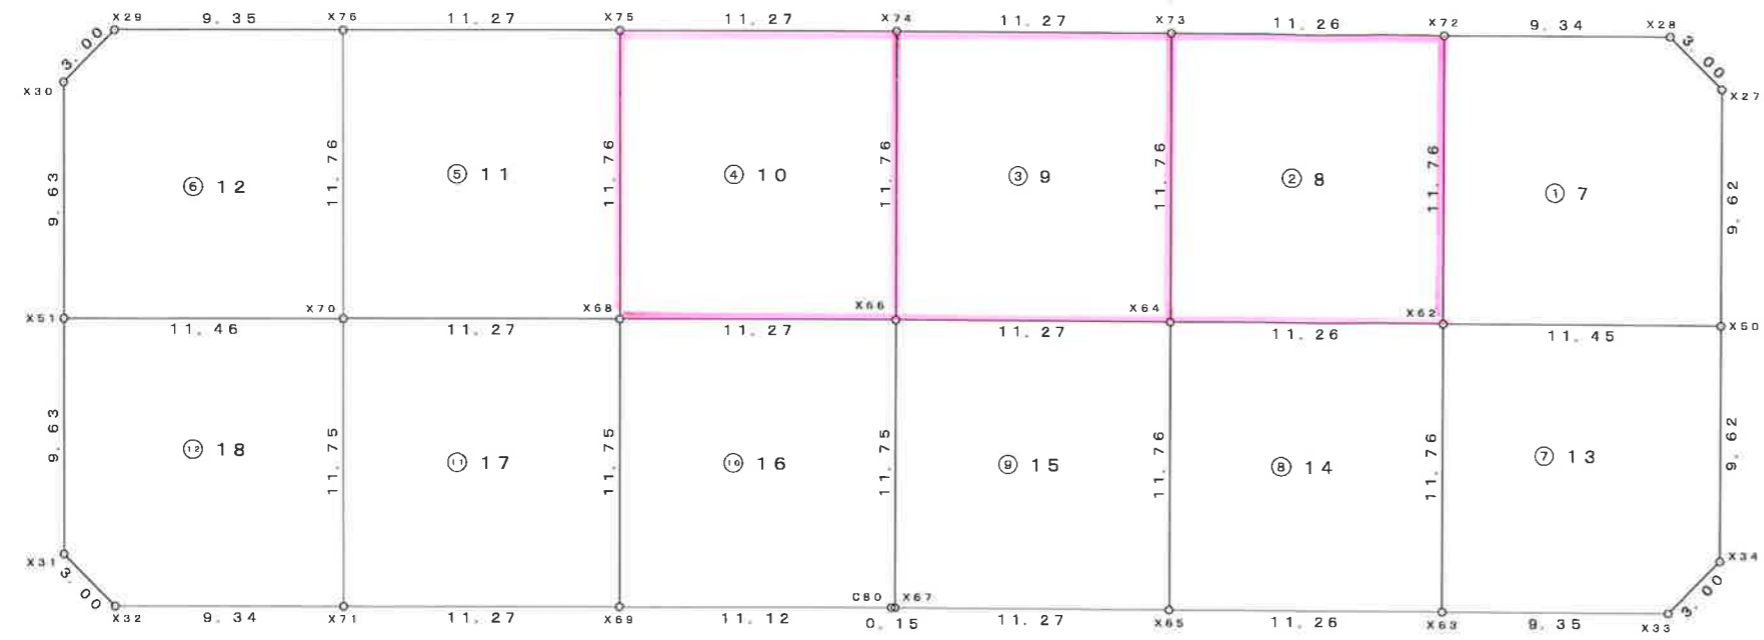 X29 9.35 X76 11.27 X75 11.27 X74 11.27 X73 11.26 X72 9.34 X28
3.00 3.00
X30 X27
9.63 11.76 11.76 11.76 11.76 11.76 9.62
⑥ 12 ⑤ 11 ④ 10 ③ 9 ② 8 ① 7
X51 X70 X68 X66 X64 X62 X50
11.46 11.27 11.27 11.27 11.26 11.45
9.63 11.75 11.75 11.75 11.76 11.76 9.62
⑫ 18 ⑪ 17 ⑩ 16 ⑨ 15 ⑧ 14 ⑦ 13
X31 X34
3.00 3.00
C80 X67
X32 9.34 X71 11.27 X69 11.12 0.15 11.27 X65 11.26 X63 9.35 X33